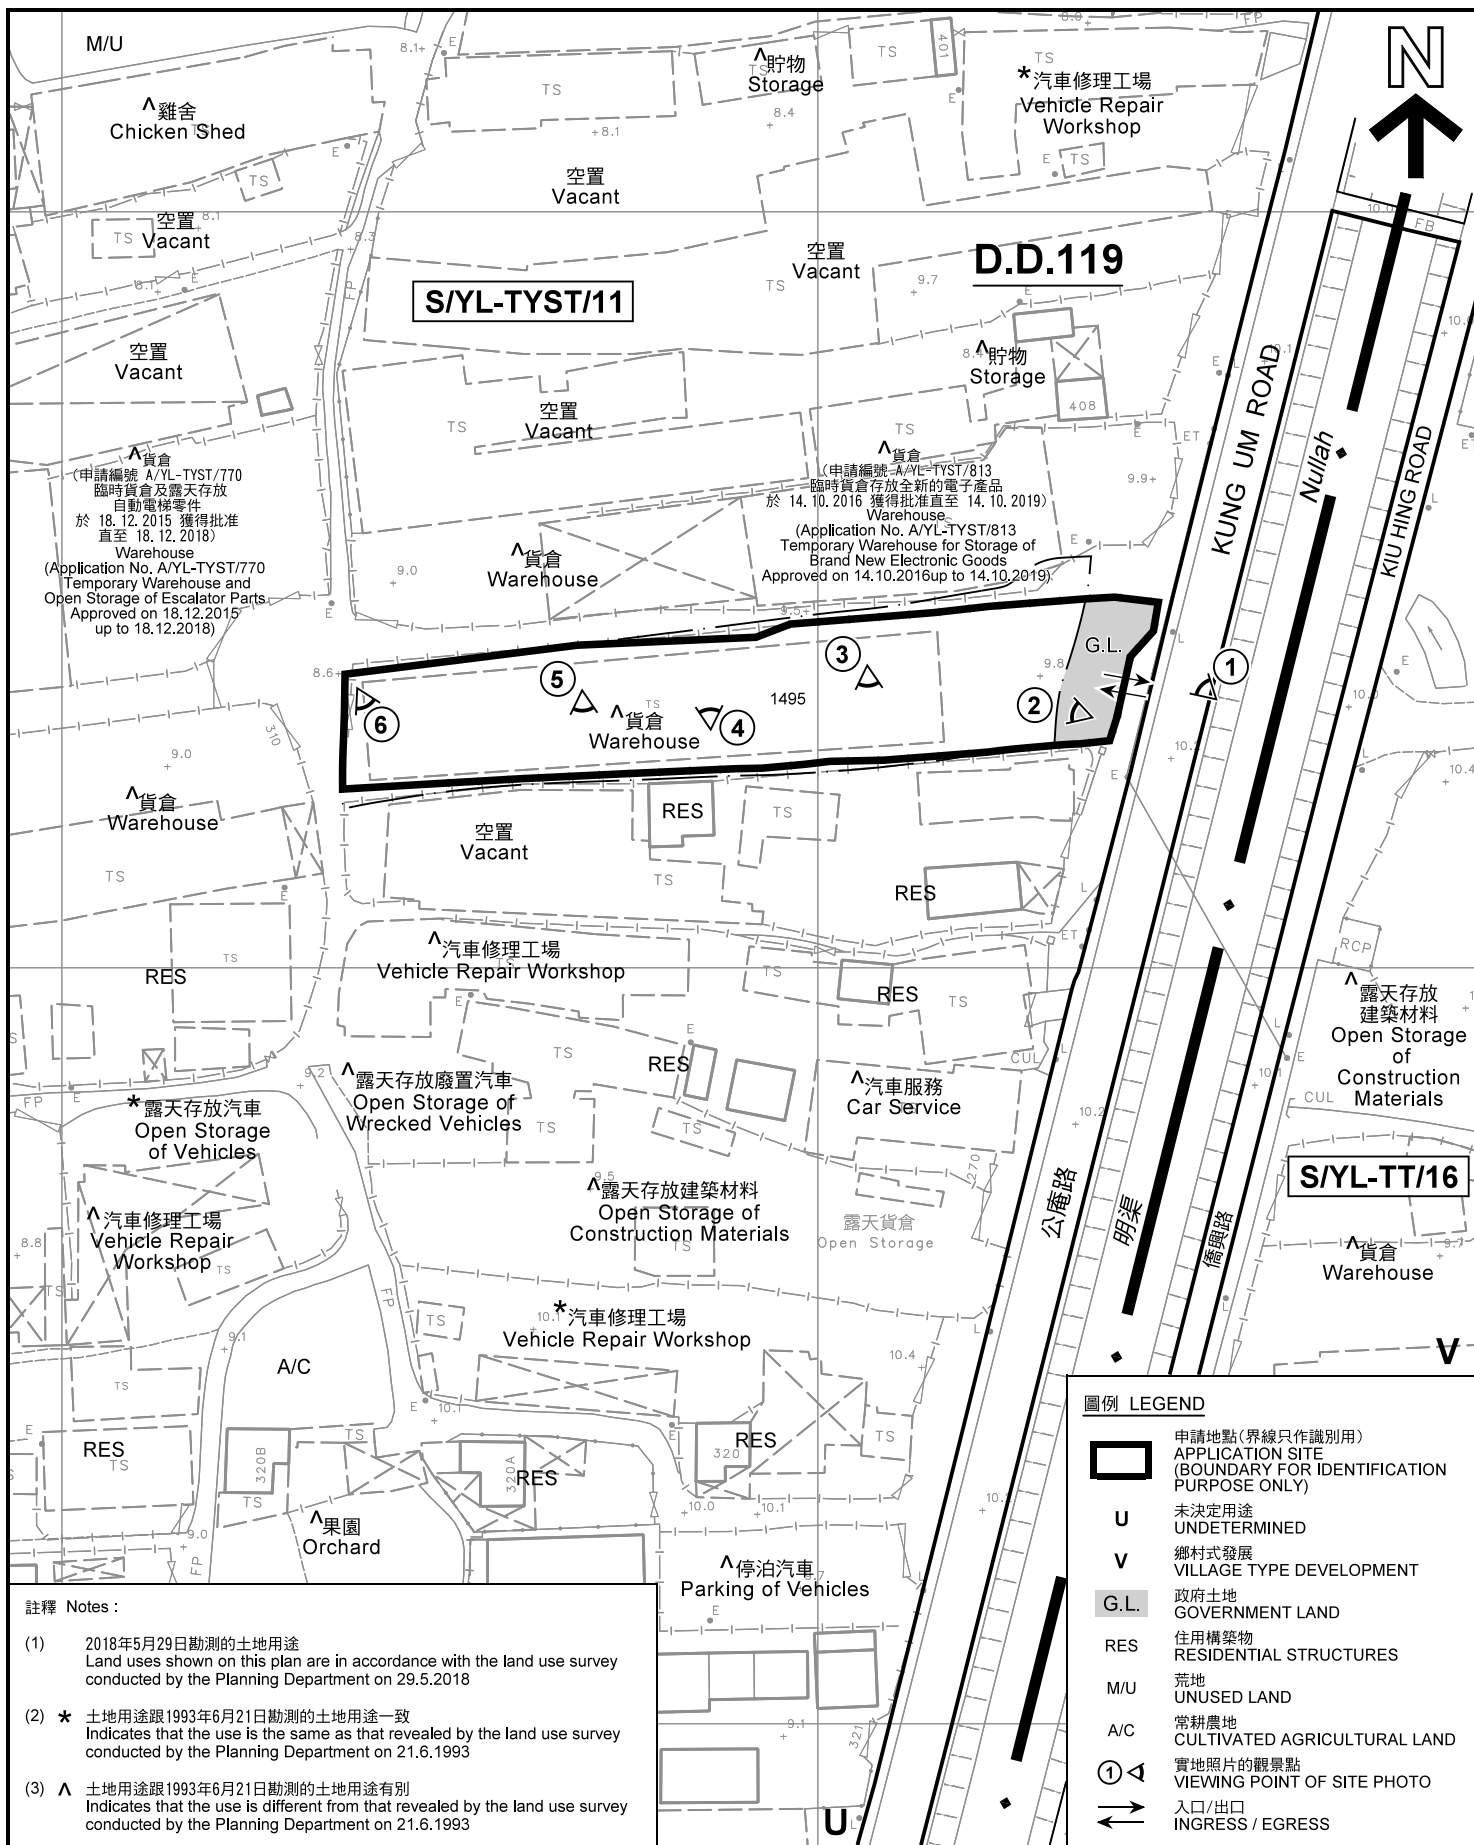 M/U
^雞舍
Chicken Shed
^貯物
Storage
*汽車修理工場
Vehicle Repair
Workshop
N
空置
Vacant
空置
Vacant
空置
Vacant
D.D.119
S/YL-TYST/11
空置
Vacant
空置
Vacant
^貯物
Storage
408
401
^貨倉
(申請編號 A/YL-TYST/770
臨時貨倉及露天存放
自動電梯零件
於 18.12.2015 獲得批准
直至 18.12.2018)
Warehouse
(Application No. A/YL-TYST/770
Temporary Warehouse and
Open Storage of Escalator Parts
Approved on 18.12.2015
up to 18.12.2018)
^貨倉
(申請編號 A/YL-TYST/813
臨時貨倉存放全新的電子產品
於 14.10.2016 獲得批准直至 14.10.2019)
Warehouse
(Application No. A/YL-TYST/813
Temporary Warehouse for Storage of
Brand New Electronic Goods
Approved on 14.10.2016up to 14.10.2019)
^貨倉
Warehouse
KUNG UM ROAD
Nullah
KIU HING ROAD
G.L.
1
2
3
4
5
6
1495
^貨倉
Warehouse
^貨倉
Warehouse
空置
Vacant
RES
RES
RES
^汽車修理工場
Vehicle Repair Workshop
RES
RES
^露天存放
建築材料
Open Storage
of
Construction
Materials
^露天存放廢置汽車
Open Storage of
Wrecked Vehicles
^汽車服務
Car Service
*露天存放汽車
Open Storage
of Vehicles
S/YL-TT/16
^露天存放建築材料
Open Storage of
Construction Materials
露天貨倉
Open Storage
公庵路
明渠
僑興路
^汽車修理工場
Vehicle Repair
Workshop
^貨倉
Warehouse
*汽車修理工場
Vehicle Repair Workshop
V
A/C
RES
320B
320A
RES
320
RES
^果園
Orchard
^停泊汽車
Parking of Vehicles
321
U
圖例 LEGEND
申請地點(界線只作識別用)
APPLICATION SITE
(BOUNDARY FOR IDENTIFICATION
PURPOSE ONLY)
U 未決定用途
UNDETERMINED
V 鄉村式發展
VILLAGE TYPE DEVELOPMENT
G.L. 政府土地
GOVERNMENT LAND
RES 住用構築物
RESIDENTIAL STRUCTURES
M/U 荒地
UNUSED LAND
A/C 常耕農地
CULTIVATED AGRICULTURAL LAND
1 實地照片的觀景點
VIEWING POINT OF SITE PHOTO
入口/出口
INGRESS / EGRESS
註釋 Notes :
(1) 2018年5月29日勘測的土地用途
Land uses shown on this plan are in accordance with the land use survey
conducted by the Planning Department on 29.5.2018
(2) * 土地用途跟1993年6月21日勘測的土地用途一致
Indicates that the use is the same as that revealed by the land use survey
conducted by the Planning Department on 21.6.1993
(3) ^ 土地用途跟1993年6月21日勘測的土地用途有別
Indicates that the use is different from that revealed by the land use survey
conducted by the Planning Department on 21.6.1993